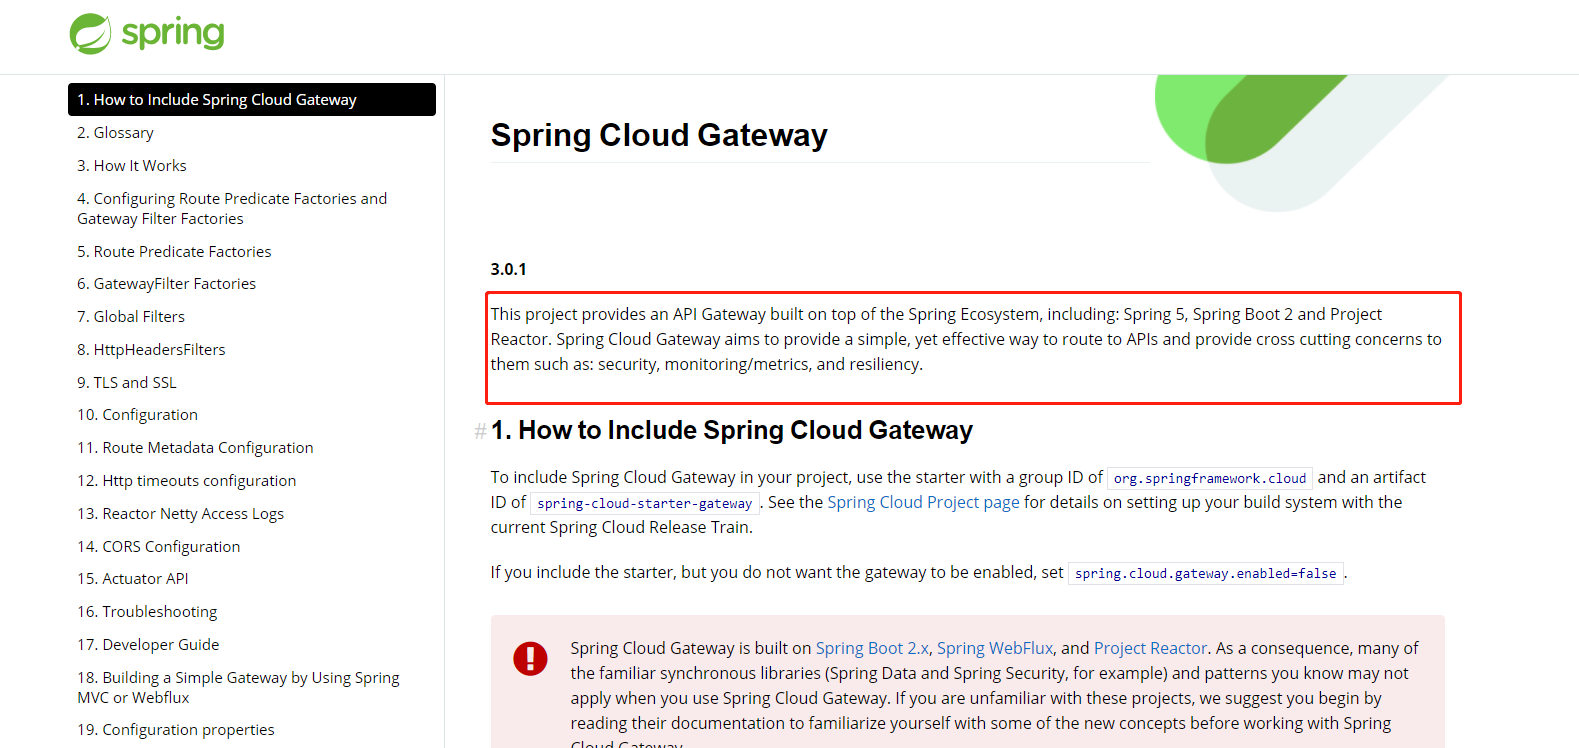 spring
1. How to Include Spring Cloud Gateway
2. Glossary
3. How It Works
4. Configuring Route Predicate Factories and
Gateway Filter Factories
5. Route Predicate Factories
6. GatewayFilter Factories
7. Global Filters
8. HttpHeadersFilters
9. TLS and SSL
10. Configuration
11. Route Metadata Configuration
12. Http timeouts configuration
13. Reactor Netty Access Logs
14. CORS Configuration
15. Actuator API
16. Troubleshooting
17. Developer Guide
18. Building a Simple Gateway by Using Spring
MVC or Webflux
19. Configuration properties
Spring Cloud Gateway
3.0.1
This project provides an API Gateway built on top of the Spring Ecosystem, including: Spring 5, Spring Boot 2 and Project
Reactor. Spring Cloud Gateway aims to provide a simple, yet effective way to route to APIs and provide cross cutting concerns to
them such as: security, monitoring/metrics, and resiliency.
# 1. How to Include Spring Cloud Gateway
To include Spring Cloud Gateway in your project, use the starter with a group ID of org.springframework.cloud and an artifact
ID of spring-cloud-starter-gateway. See the Spring Cloud Project page for details on setting up your build system with the
current Spring Cloud Release Train.
If you include the starter, but you do not want the gateway to be enabled, set spring.cloud.gateway.enabled=false.
Spring Cloud Gateway is built on Spring Boot 2.x, Spring WebFlux, and Project Reactor. As a consequence, many of
the familiar synchronous libraries (Spring Data and Spring Security, for example) and patterns you know may not
apply when you use Spring Cloud Gateway. If you are unfamiliar with these projects, we suggest you begin by
reading their documentation to familiarize yourself with some of the new concepts before working with Spring
Cloud Gateway.